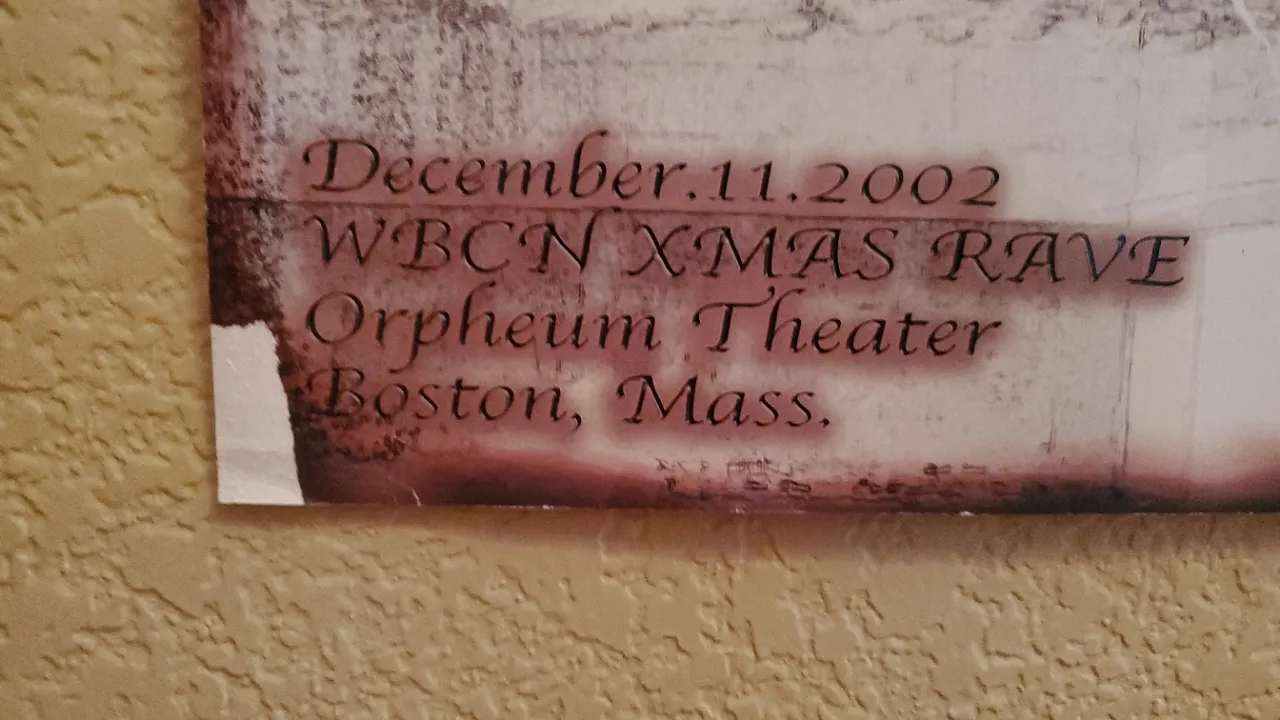 December.11.2002
WBCN XMAS RAVE
Orpheum Theater
Boston, Mass.